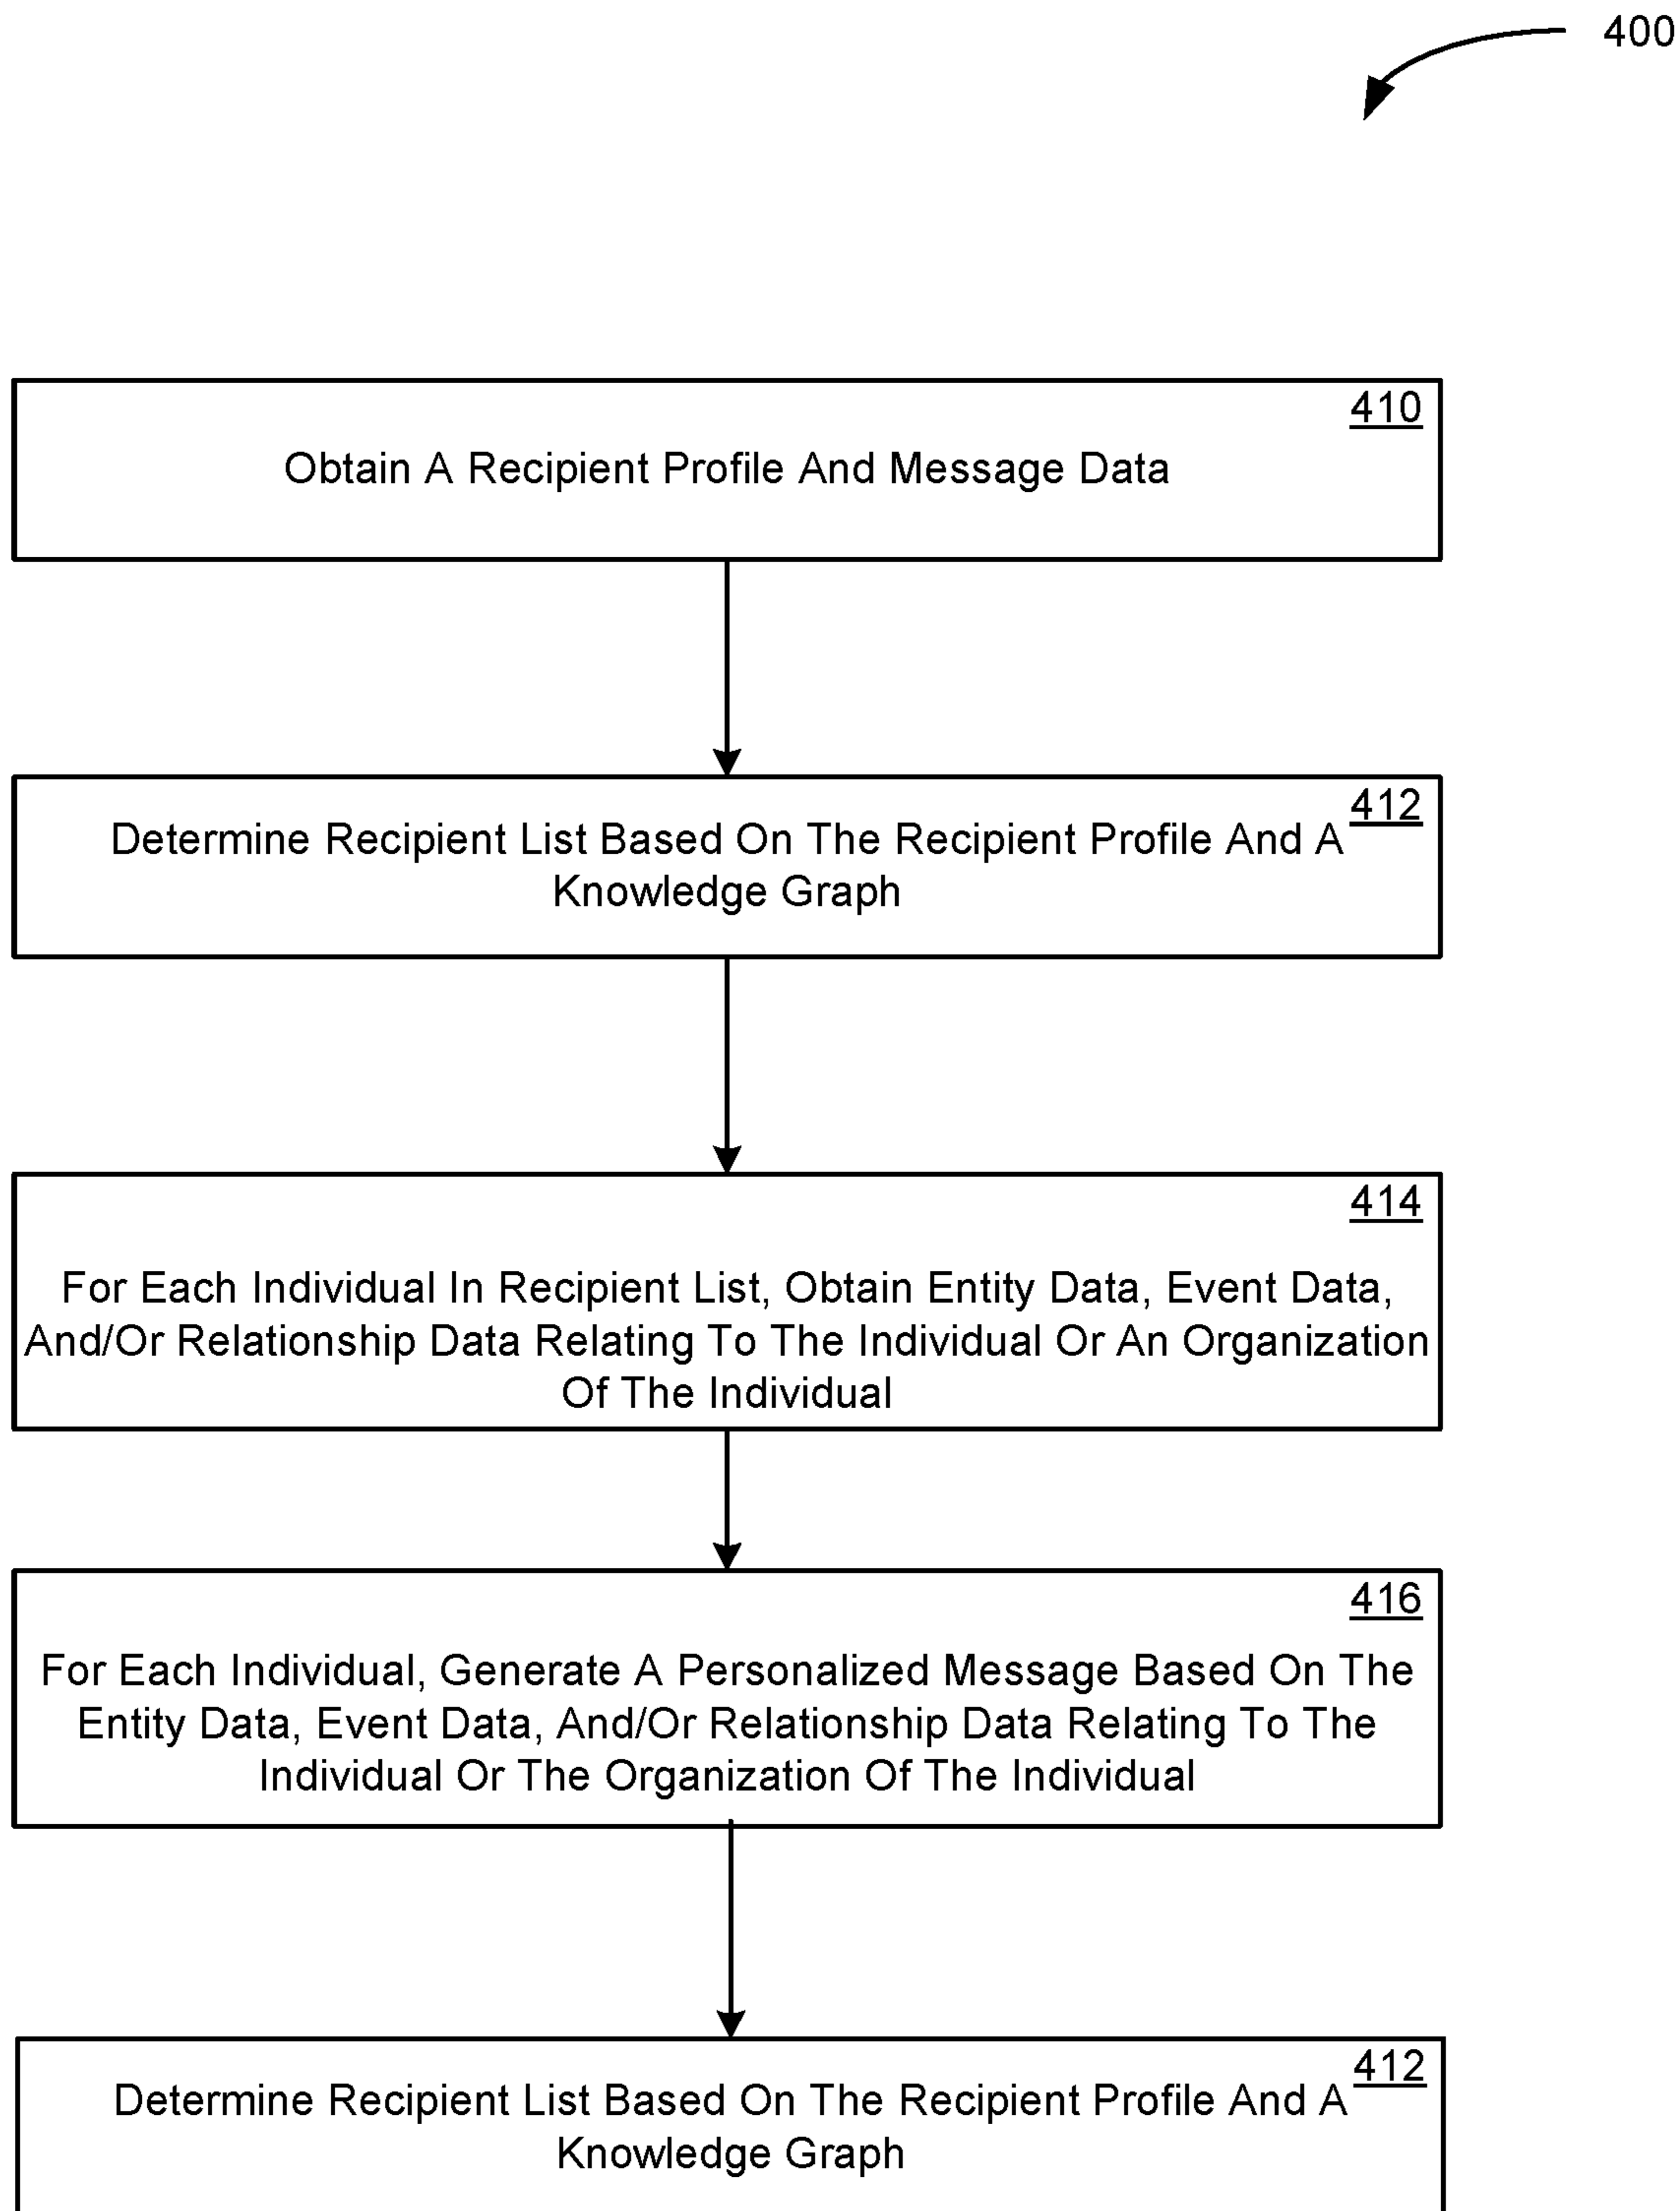 400
410
Obtain A Recipient Profile And Message Data
412
Determine Recipient List Based On The Recipient Profile And A
Knowledge Graph
414
For Each Individual In Recipient List, Obtain Entity Data, Event Data,
And/Or Relationship Data Relating To The Individual Or An Organization
Of The Individual
416
For Each Individual, Generate A Personalized Message Based On The
Entity Data, Event Data, And/Or Relationship Data Relating To The
Individual Or The Organization Of The Individual
412
Determine Recipient List Based On The Recipient Profile And A
Knowledge Graph